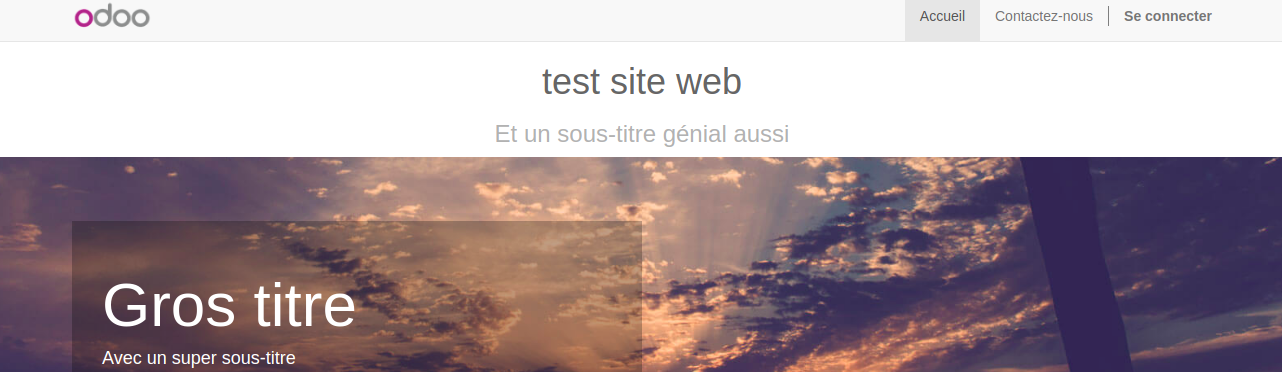 odoo
Accueil Contactez-nous Se connecter
test site web
Et un sous-titre génial aussi
Gros titre
Avec un super sous-titre